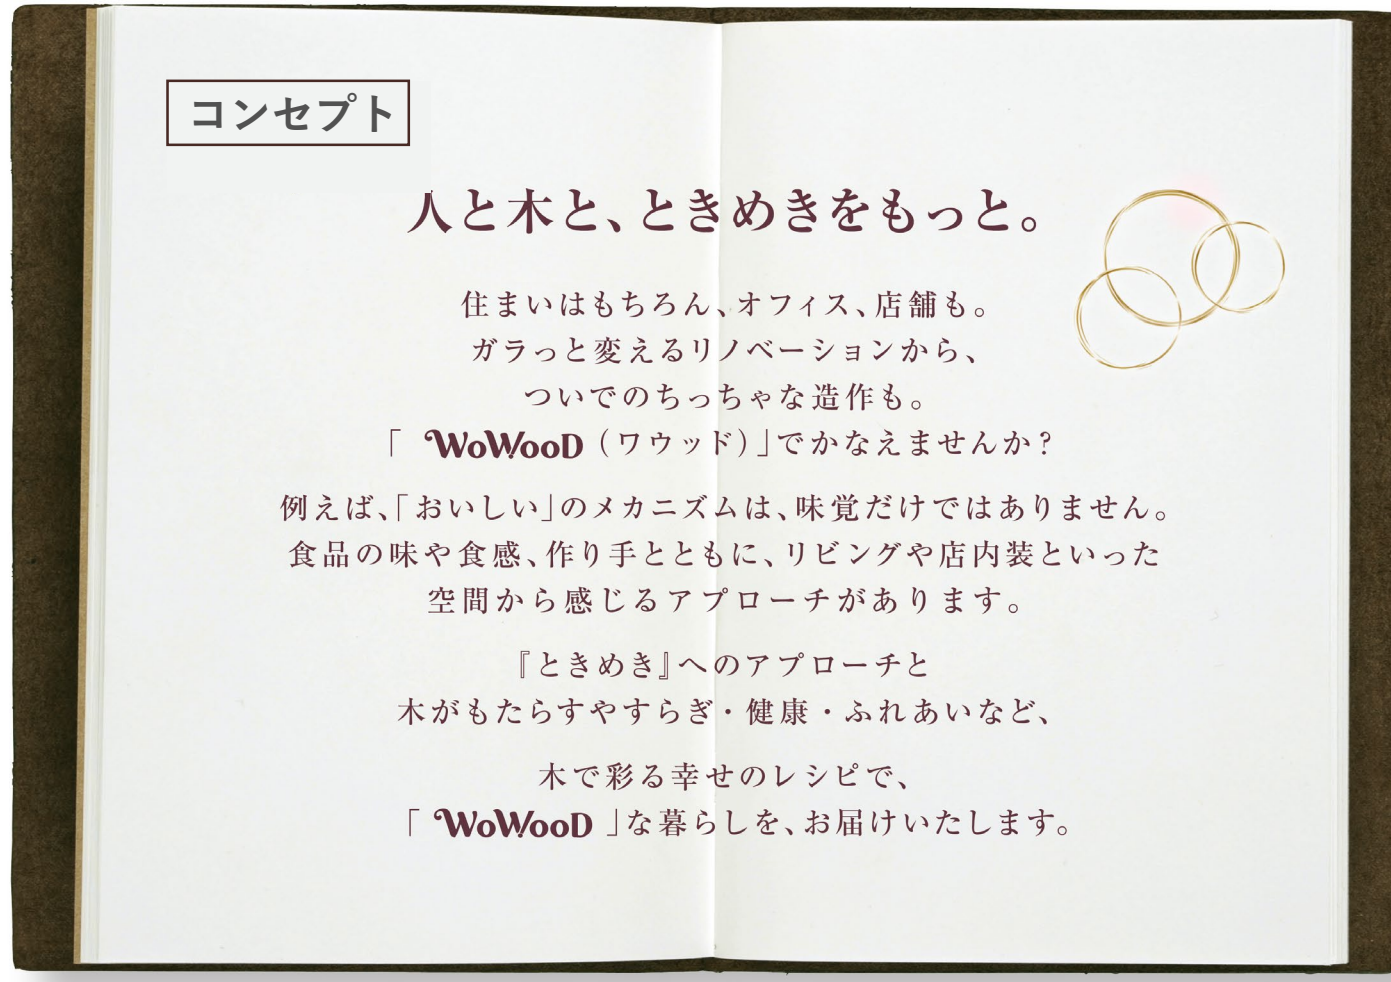 コンセプト
人と木と、ときめきをもっと。
住まいはもちろん、オフィス、店舗も。
ガラっと変えるリノベーションから、
ついでのちっちゃな造作も。
「 WoWooD （ワウッド）」でかなえませんか？
例えば、「おいしい」のメカニズムは、味覚だけではありません。
食品の味や食感、作り手とともに、リビングや店内装といった
空間から感じるアプローチがあります。
『ときめき』へのアプローチと
木がもたらすやすらぎ・健康・ふれあいなど、
木で彩る幸せのレシピで、
「 WoWooD 」な暮らしを、お届けいたします。